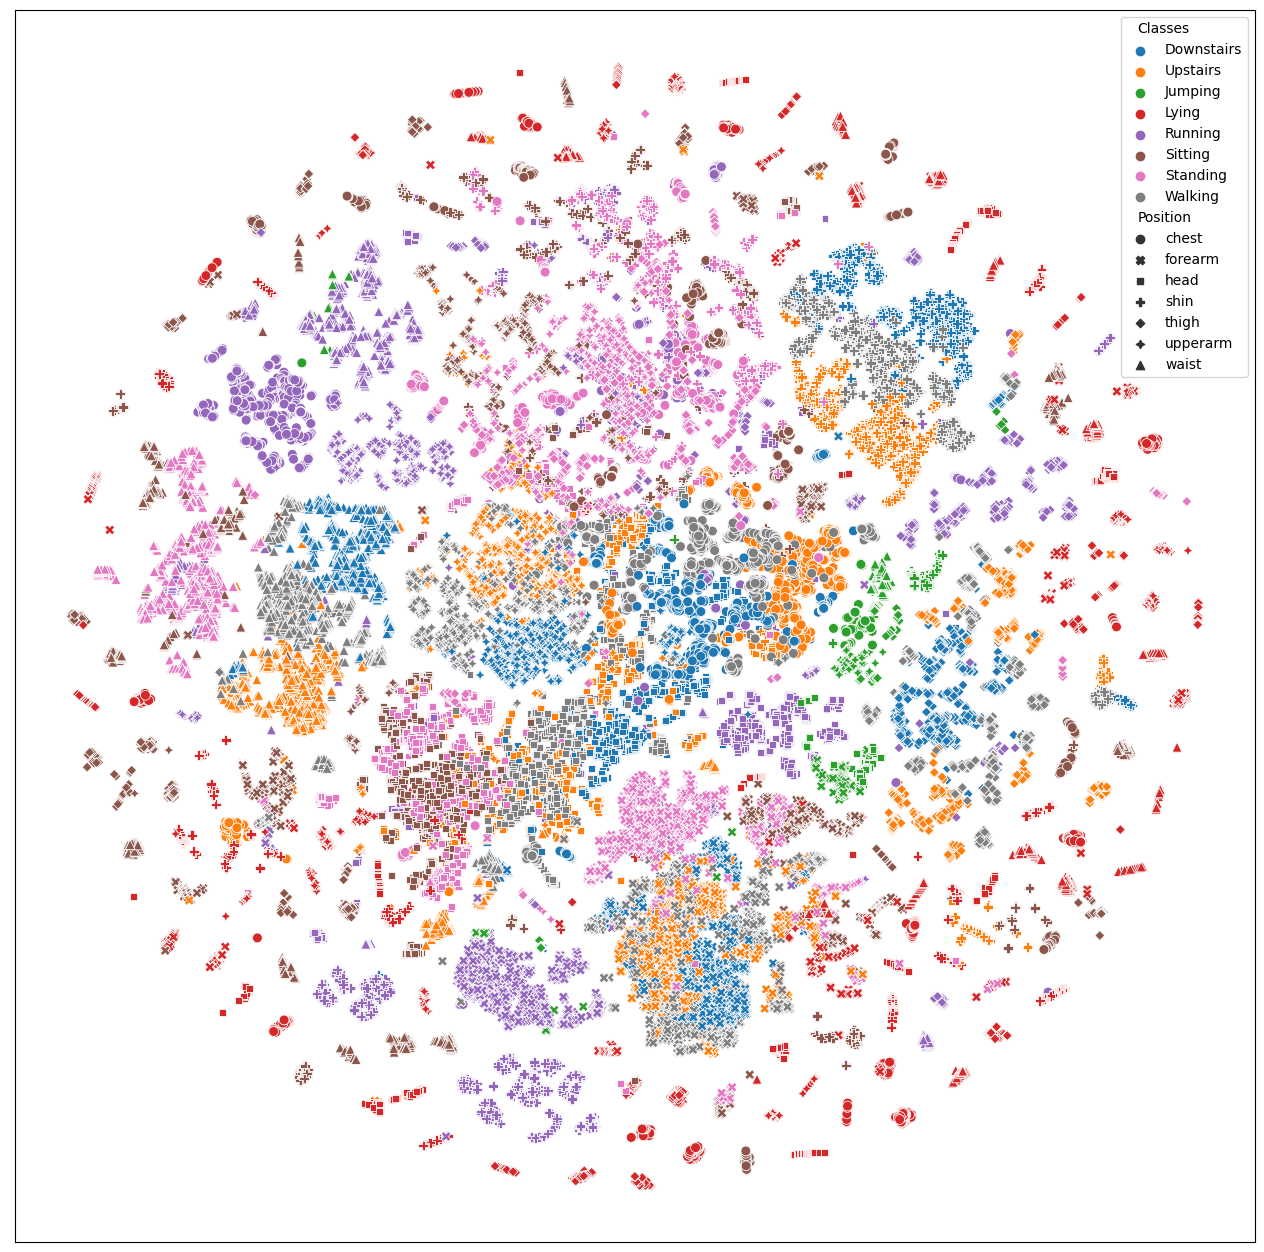 Classes
Downstairs
Upstairs
Jumping
Lying
Running
Sitting
Standing
Walking
Position
chest
forearm
head
shin
thigh
upperarm
waist